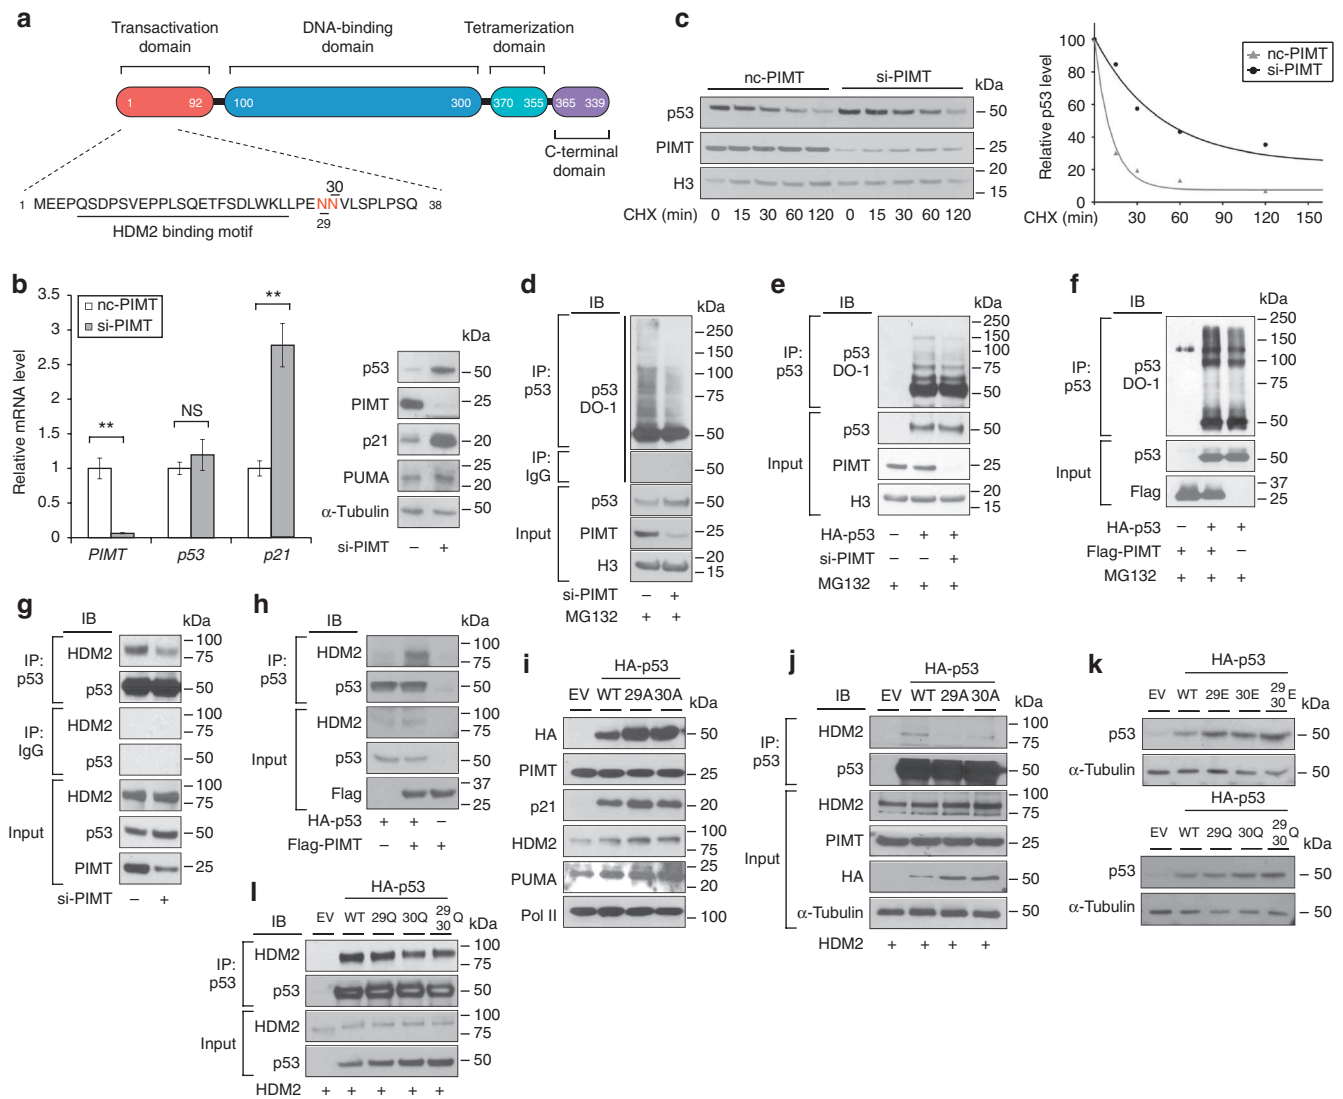 a
Transactivation domain
DNA-binding domain
Tetramerization domain
1 92 100 300 370 355 365 339
C-terminal domain
30
1 MEEPQSDPSVEPPLSQETFSDLWKLLPENNVLSPLPSQ 38
29
HDM2 binding motif
b
Relative mRNA level
3.5
3
2.5
2
1.5
1
0.5
0
nc-PIMT
si-PIMT
** NS **
PIMT p53 p21
kDa
p53 50
PIMT 25
p21 20
PUMA 25 20
α-Tubulin 50
si-PIMT – +
c
nc-PIMT si-PIMT kDa
p53 50
PIMT 25
H3 20 15
CHX (min) 0 15 30 60 120 0 15 30 60 120
Relative p53 level
100
80
60
40
20
0
nc-PIMT
si-PIMT
CHX (min) 30 60 90 120 150
d
IB kDa
IP: p53
p53 DO-1
250
150
100
75
50
IP: IgG 50
Input
p53 50
PIMT 25
H3 20 15
si-PIMT – +
MG132 + +
e
IB kDa
IP: p53
p53 DO-1
250
150
100
75
50
Input
p53 50
PIMT 25
H3 20 15
HA-p53 – + +
si-PIMT – – +
MG132 + + +
f
IB kDa
IP: p53
p53 DO-1
250
150
100
75
50
Input
p53 50
Flag 37 25
HA-p53 – + +
Flag-PIMT + + –
MG132 + + +
g
IB kDa
IP: p53
HDM2 100 75
p53 50
IP: IgG
HDM2 100 75
p53 50
Input
HDM2 100 75
p53 50
PIMT 25
si-PIMT – +
h
IB kDa
IP: p53
HDM2 100 75
p53 50
Input
HDM2 100 75
p53 50
Flag 37 25
HA-p53 + + –
Flag-PIMT – + +
i
HA-p53
EV WT 29A 30A kDa
HA 50
PIMT 25
p21 20
HDM2 100 75
PUMA 25 20
Pol II 100
j
HA-p53
IB EV WT 29A 30A kDa
IP: p53
HDM2 100 75
p53 50
Input
HDM2 100 75
PIMT 25
HA 50
α-Tubulin 50
HDM2 + + + +
k
HA-p53
EV WT 29E 30E 29 30 E kDa
p53 50
α-Tubulin 50
HA-p53
EV WT 29Q 30Q 29 30 Q kDa
p53 50
α-Tubulin 50
l
HA-p53
IB EV WT 29Q 30Q 29 30 Q kDa
IP: p53
HDM2 100 75
p53 50
Input
HDM2 100 75
p53 50
HDM2 + + + + +